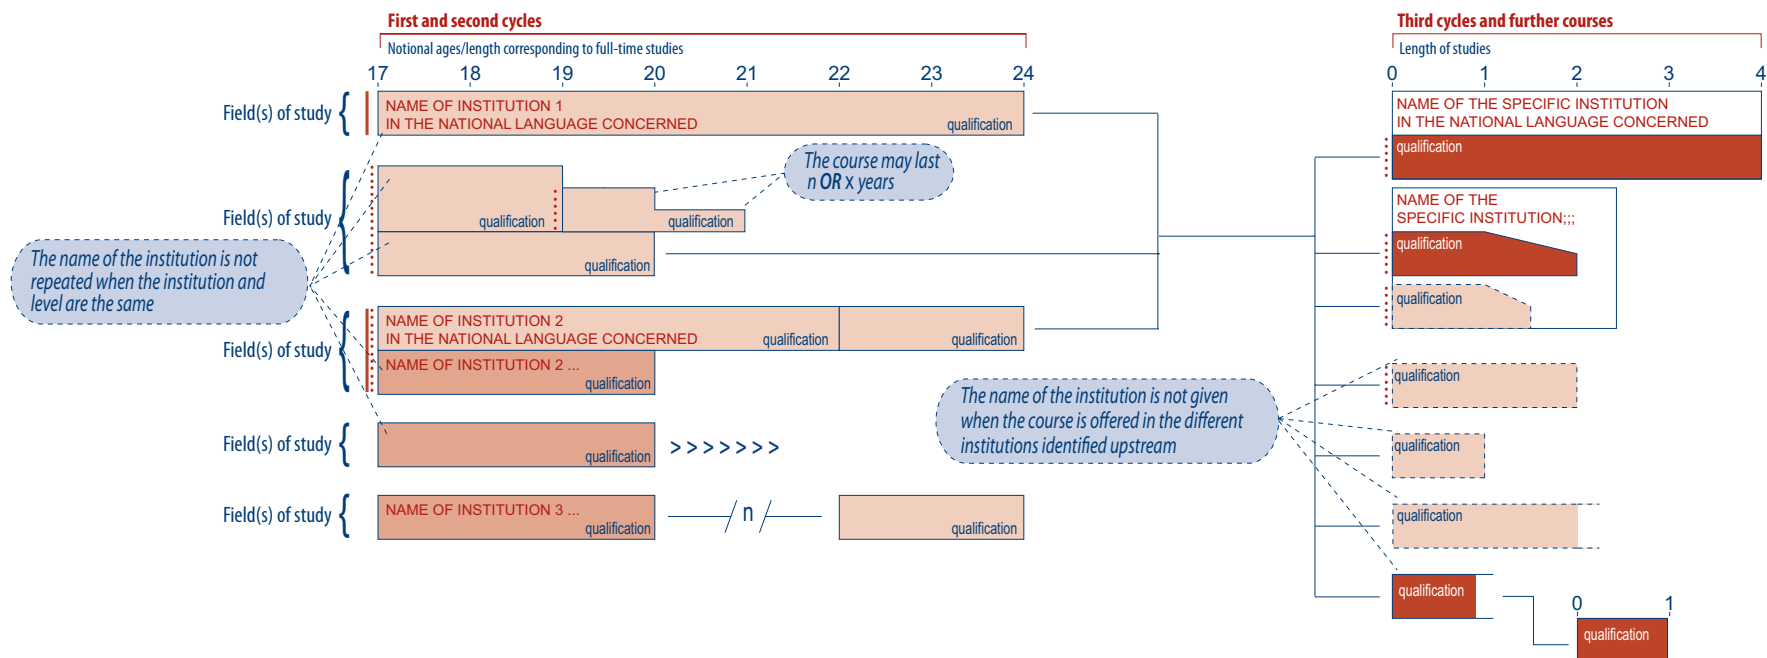 First and second cycles
Notional ages/length corresponding to full-time studies
17 18 19 20 21 22 23 24
Third cycles and further courses
Length of studies
0 1 2 3 4
Field(s) of study {
NAME OF INSTITUTION 1
IN THE NATIONAL LANGUAGE CONCERNED
qualification
Field(s) of study {
qualification
qualification
qualification
The course may last
n OR x years
The name of the institution is not
repeated when the institution and
level are the same
Field(s) of study {
NAME OF INSTITUTION 2
IN THE NATIONAL LANGUAGE CONCERNED
qualification
qualification
NAME OF INSTITUTION 2 ...
qualification
Field(s) of study {
qualification
> > > > > > >
Field(s) of study {
NAME OF INSTITUTION 3 ...
qualification
/ n /
qualification
The name of the institution is not given
when the course is offered in the different
institutions identified upstream
NAME OF THE SPECIFIC INSTITUTION
IN THE NATIONAL LANGUAGE CONCERNED
qualification
NAME OF THE
SPECIFIC INSTITUTION;;;
qualification
qualification
qualification
qualification
qualification
qualification
0 1
qualification